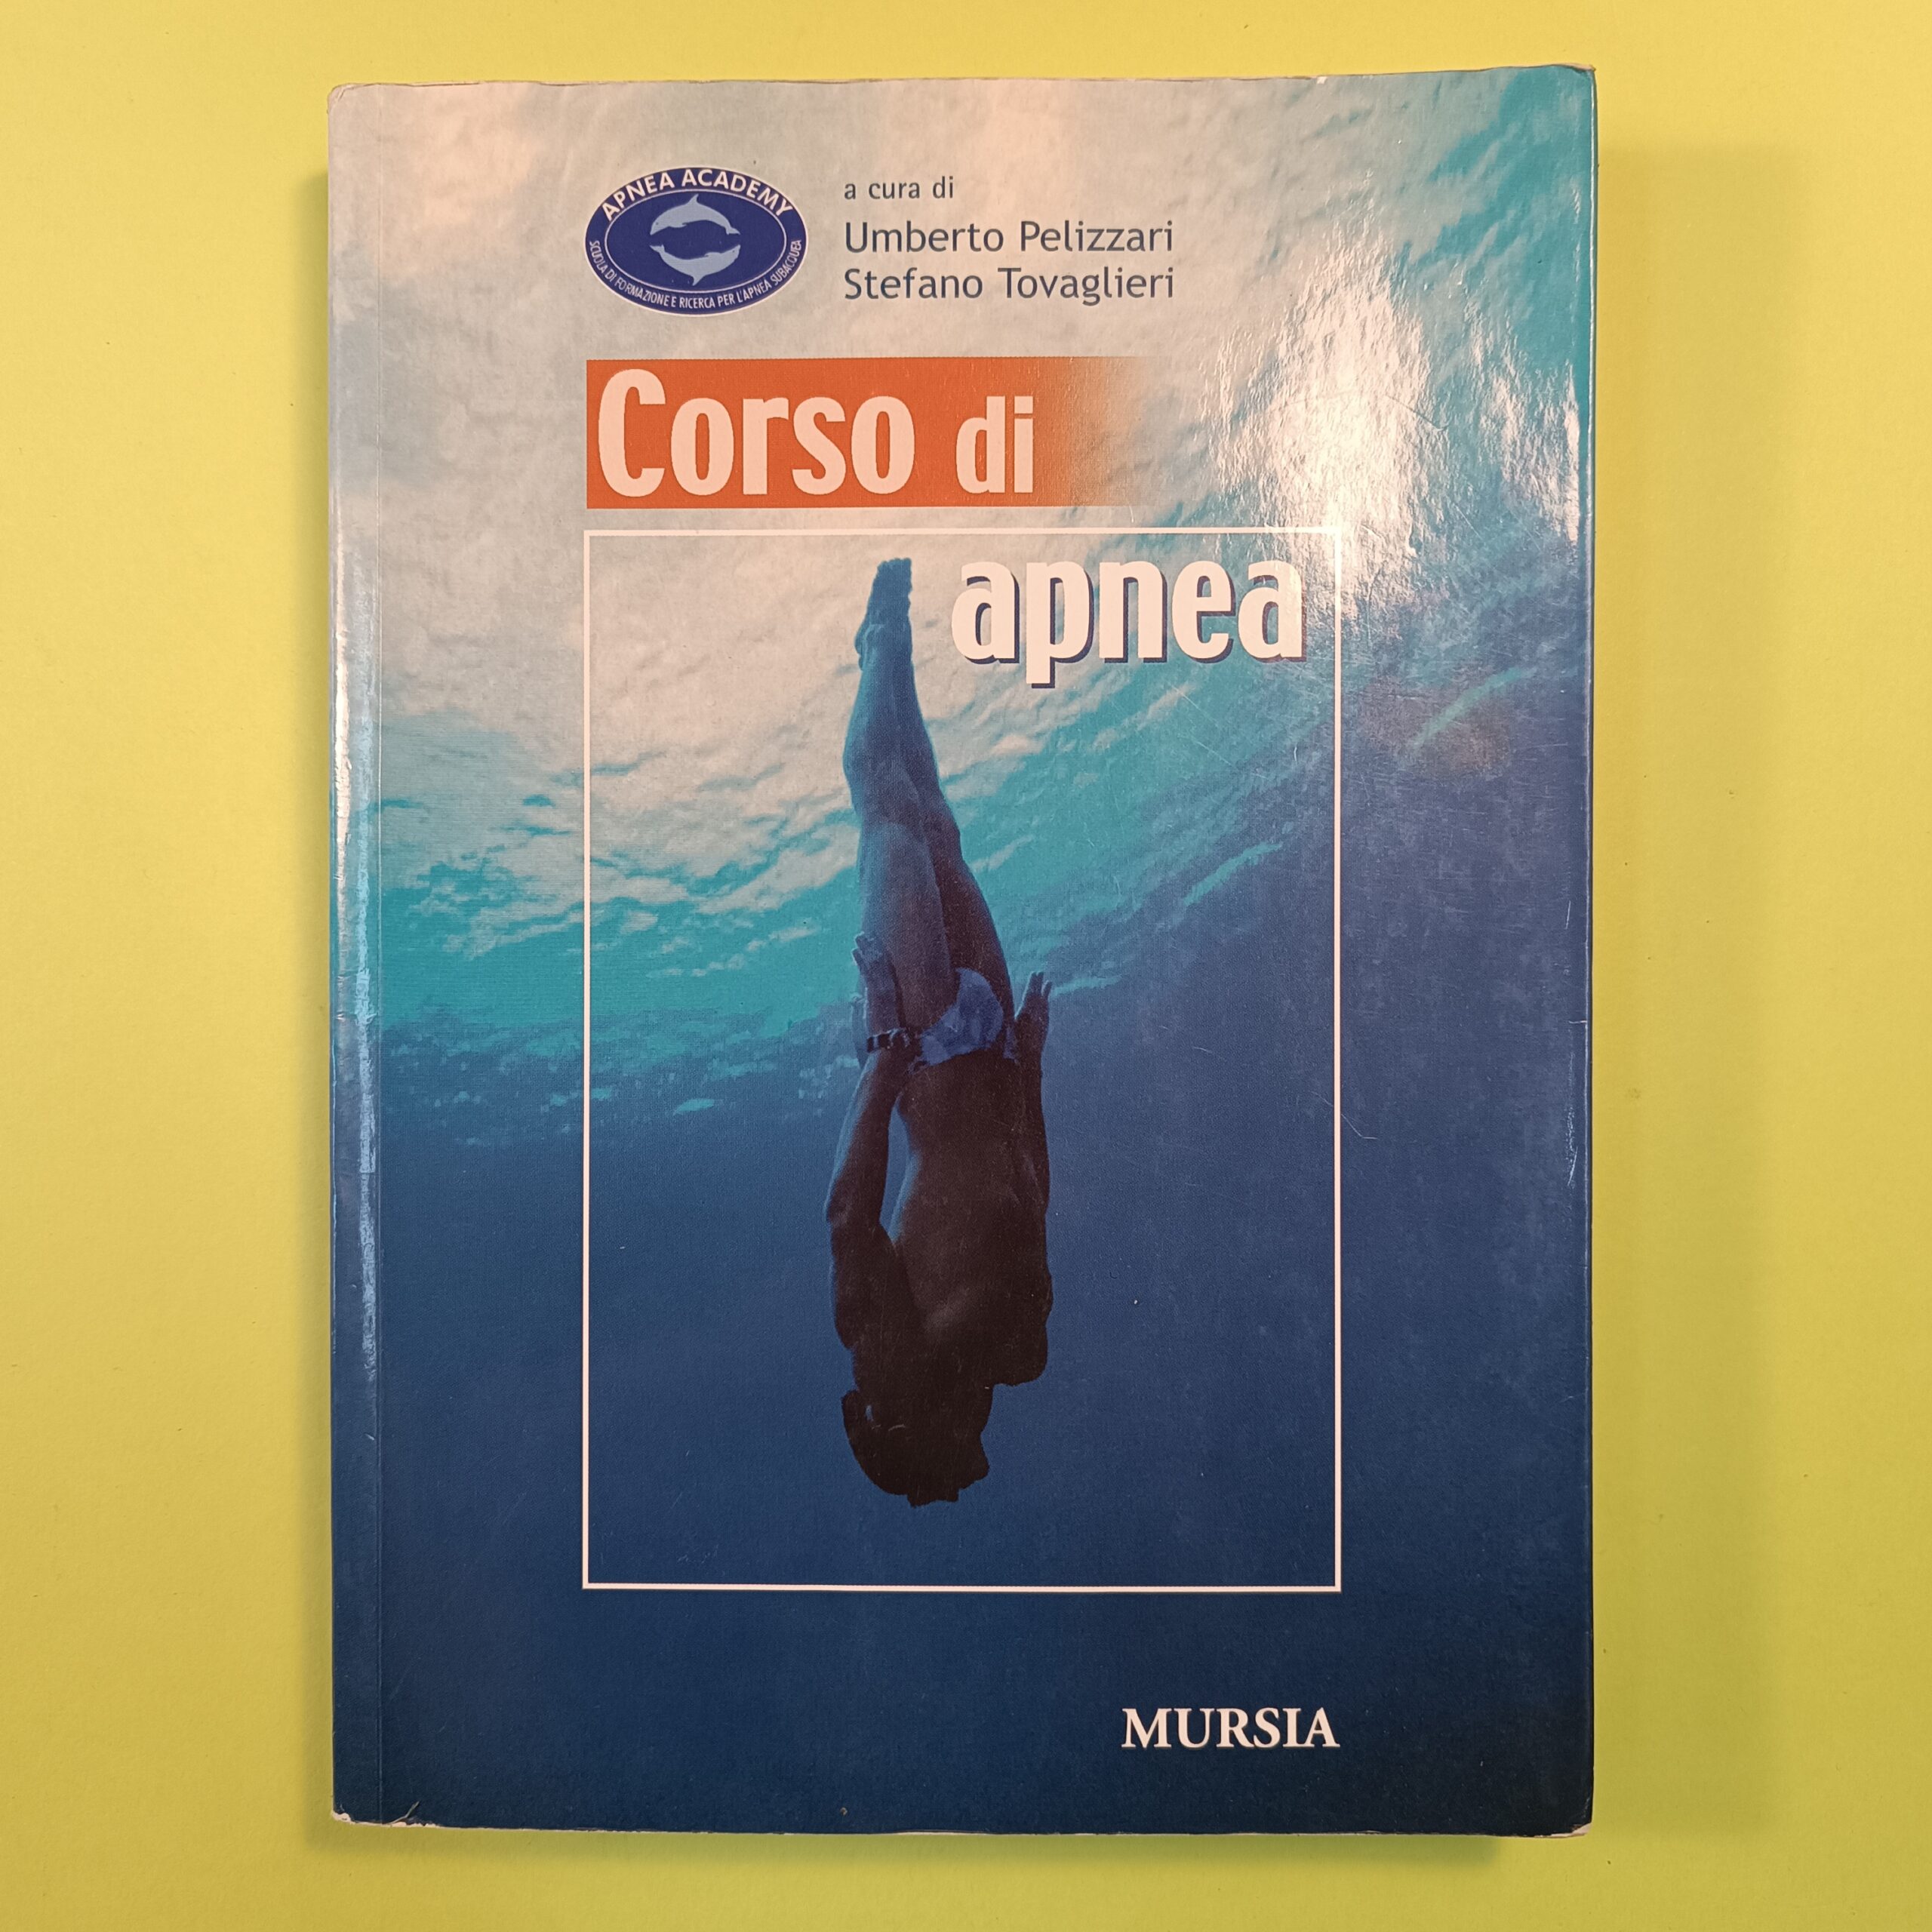 APNEA ACADEMY
SCUOLA DI FORMAZIONE E RICERCA PER L'APNEA SUBACQUEA
a cura di
Umberto Pelizzari
Stefano Tovaglieri
Corso di
apnea
MURSIA